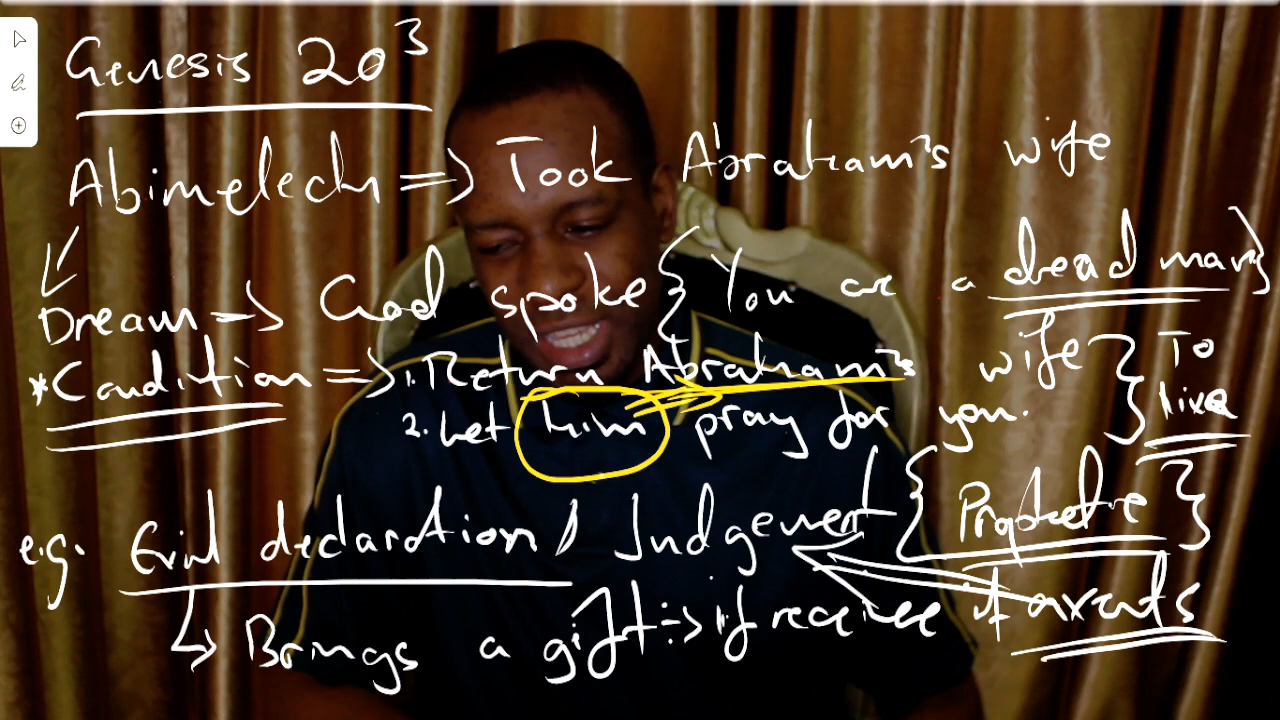 Genesis 20³
Abimelech => Took Abraham's wife
Dream => God spoke { You are a dead man }
*Condition => 1. Return Abraham's wife } To live
2. Let him pray for you.
e.g. Evil declaration / Judgement { Prophetic }
↳ Brings a gift => if receive it averts